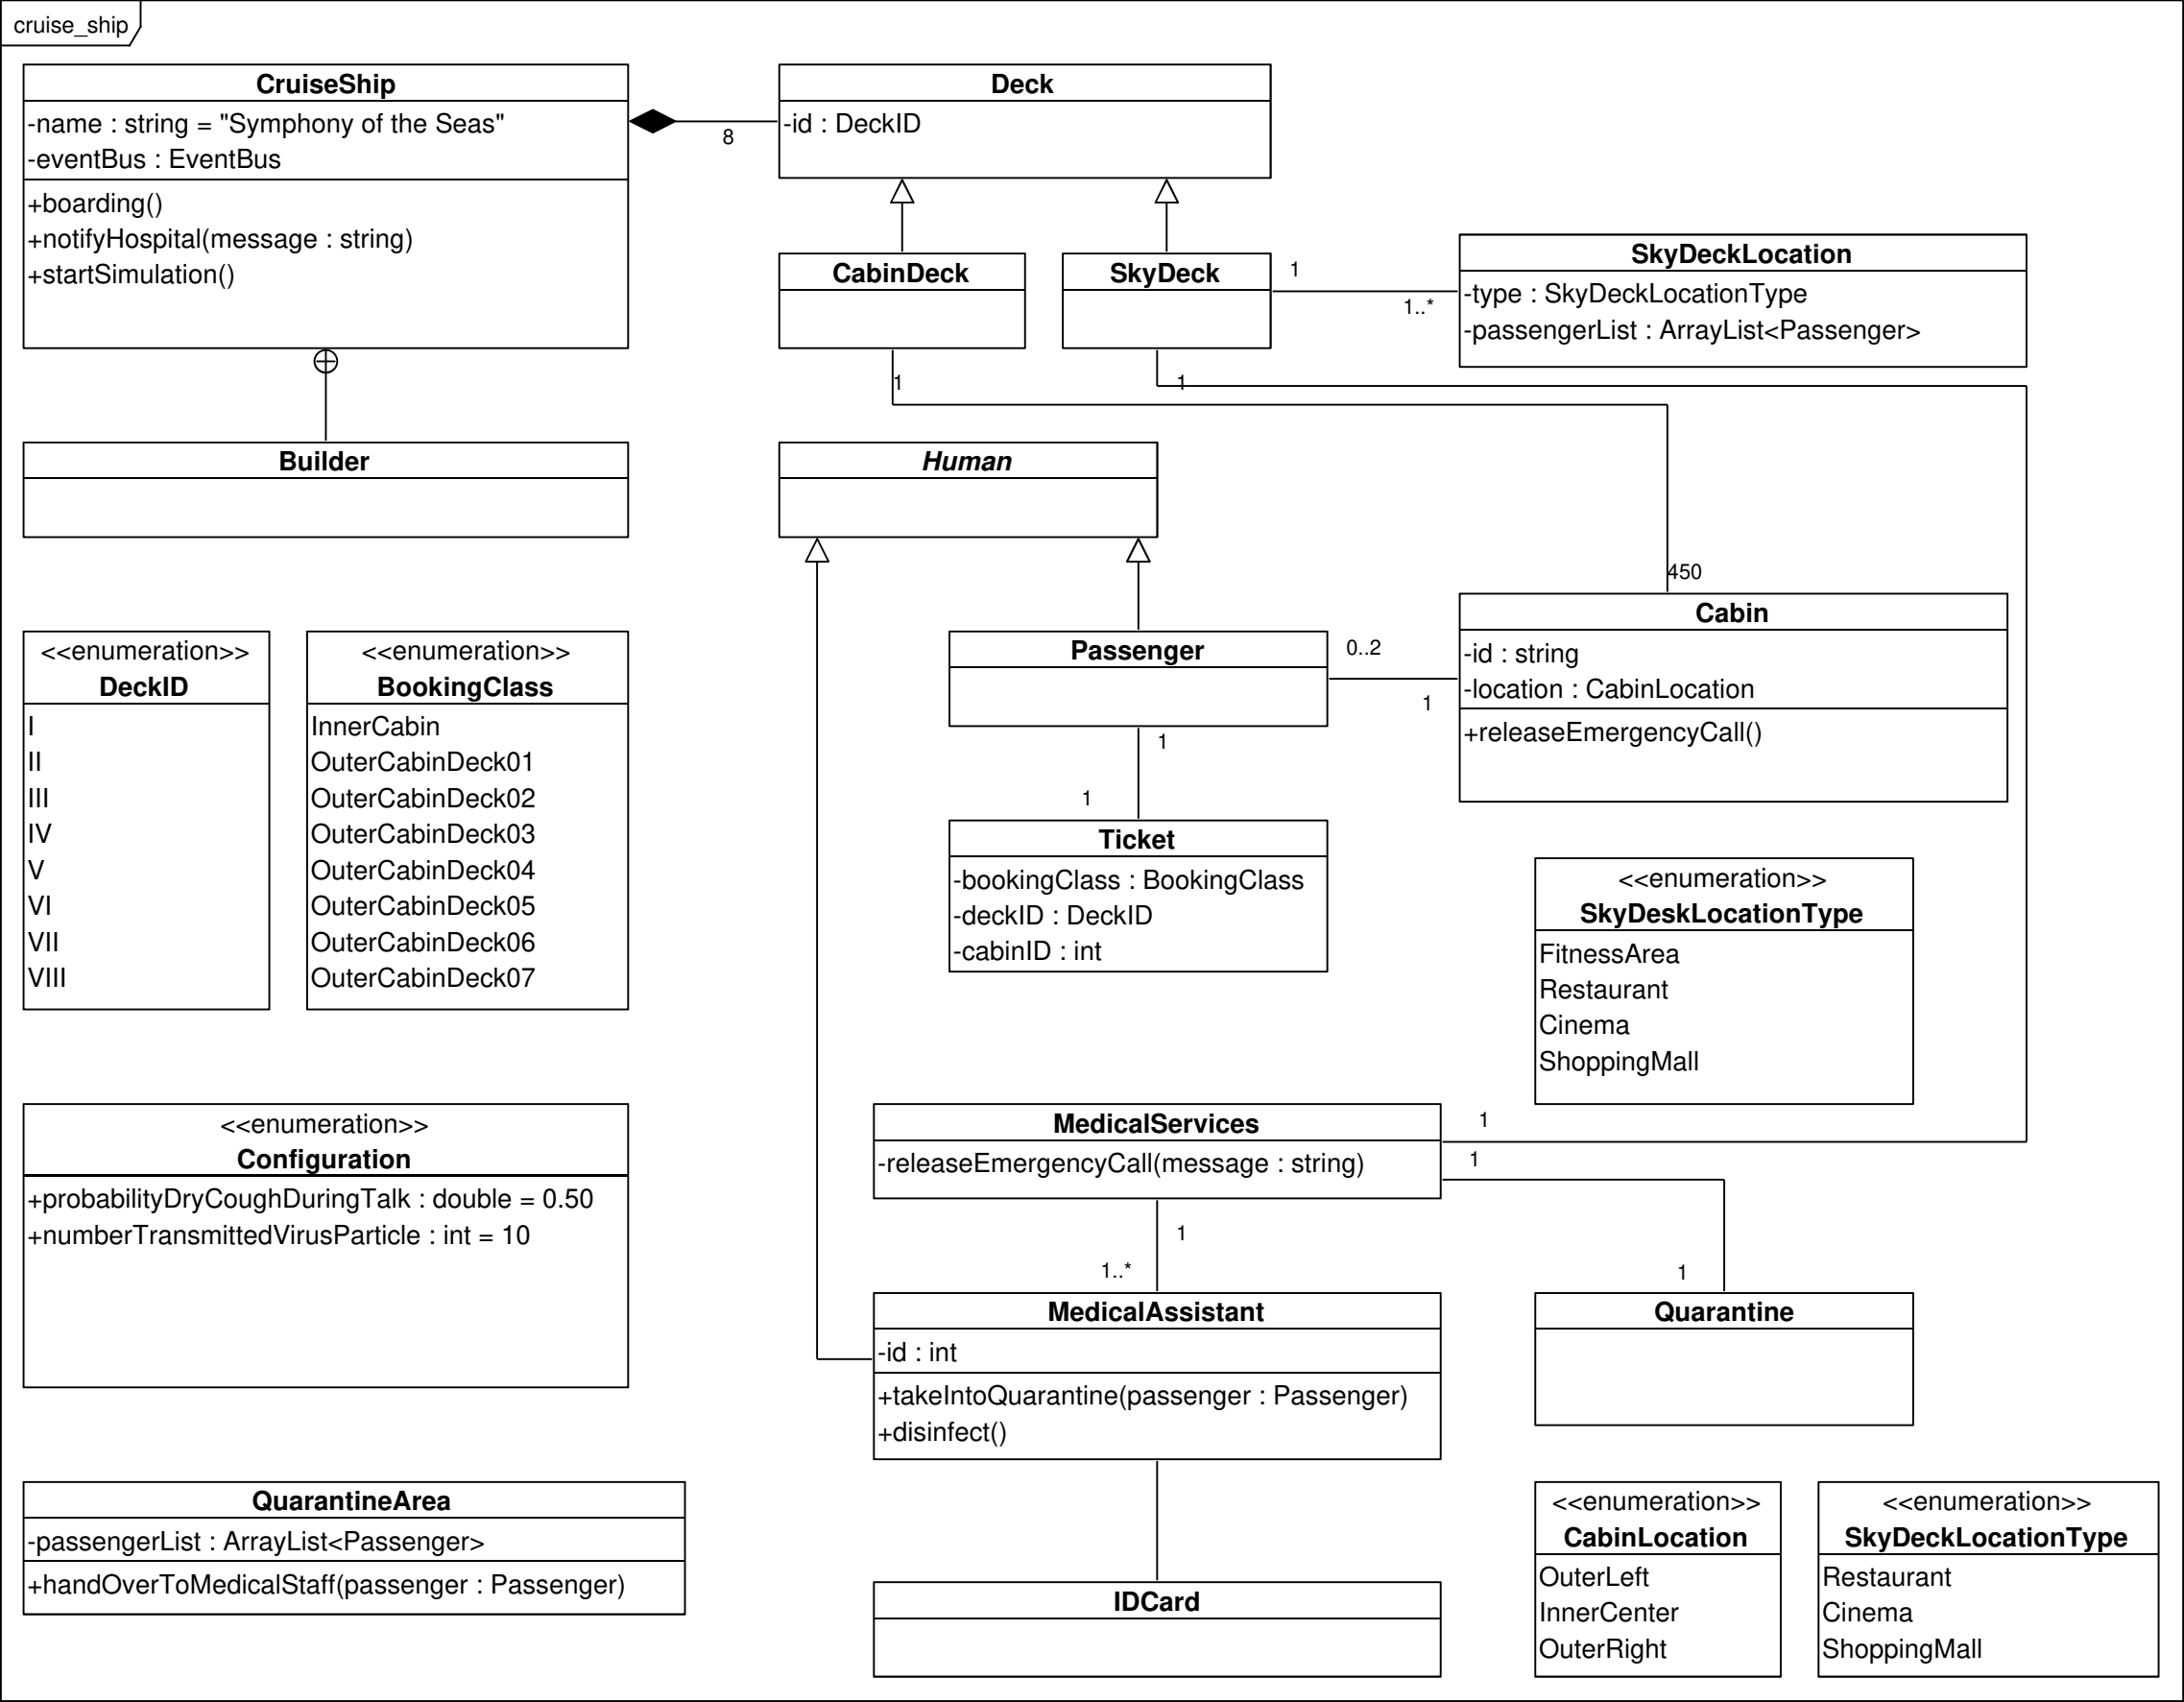 cruise_ship
CruiseShip
-name : string = "Symphony of the Seas"
-eventBus : EventBus
+boarding()
+notifyHospital(message : string)
+startSimulation()
8
Deck
-id : DeckID
CabinDeck
SkyDeck
1
1..*
SkyDeckLocation
-type : SkyDeckLocationType
-passengerList : ArrayList<Passenger>
1
1
Builder
Human
450
<<enumeration>>
DeckID
I
II
III
IV
V
VI
VII
VIII
<<enumeration>>
BookingClass
InnerCabin
OuterCabinDeck01
OuterCabinDeck02
OuterCabinDeck03
OuterCabinDeck04
OuterCabinDeck05
OuterCabinDeck06
OuterCabinDeck07
Passenger
0..2
1
Cabin
-id : string
-location : CabinLocation
+releaseEmergencyCall()
1
1
Ticket
-bookingClass : BookingClass
-deckID : DeckID
-cabinID : int
<<enumeration>>
SkyDeskLocationType
FitnessArea
Restaurant
Cinema
ShoppingMall
<<enumeration>>
Configuration
+probabilityDryCoughDuringTalk : double = 0.50
+numberTransmittedVirusParticle : int = 10
MedicalServices
-releaseEmergencyCall(message : string)
1
1
1
1..*
1
MedicalAssistant
-id : int
+takeIntoQuarantine(passenger : Passenger)
+disinfect()
Quarantine
QuarantineArea
-passengerList : ArrayList<Passenger>
+handOverToMedicalStaff(passenger : Passenger)
IDCard
<<enumeration>>
CabinLocation
OuterLeft
InnerCenter
OuterRight
<<enumeration>>
SkyDeckLocationType
Restaurant
Cinema
ShoppingMall